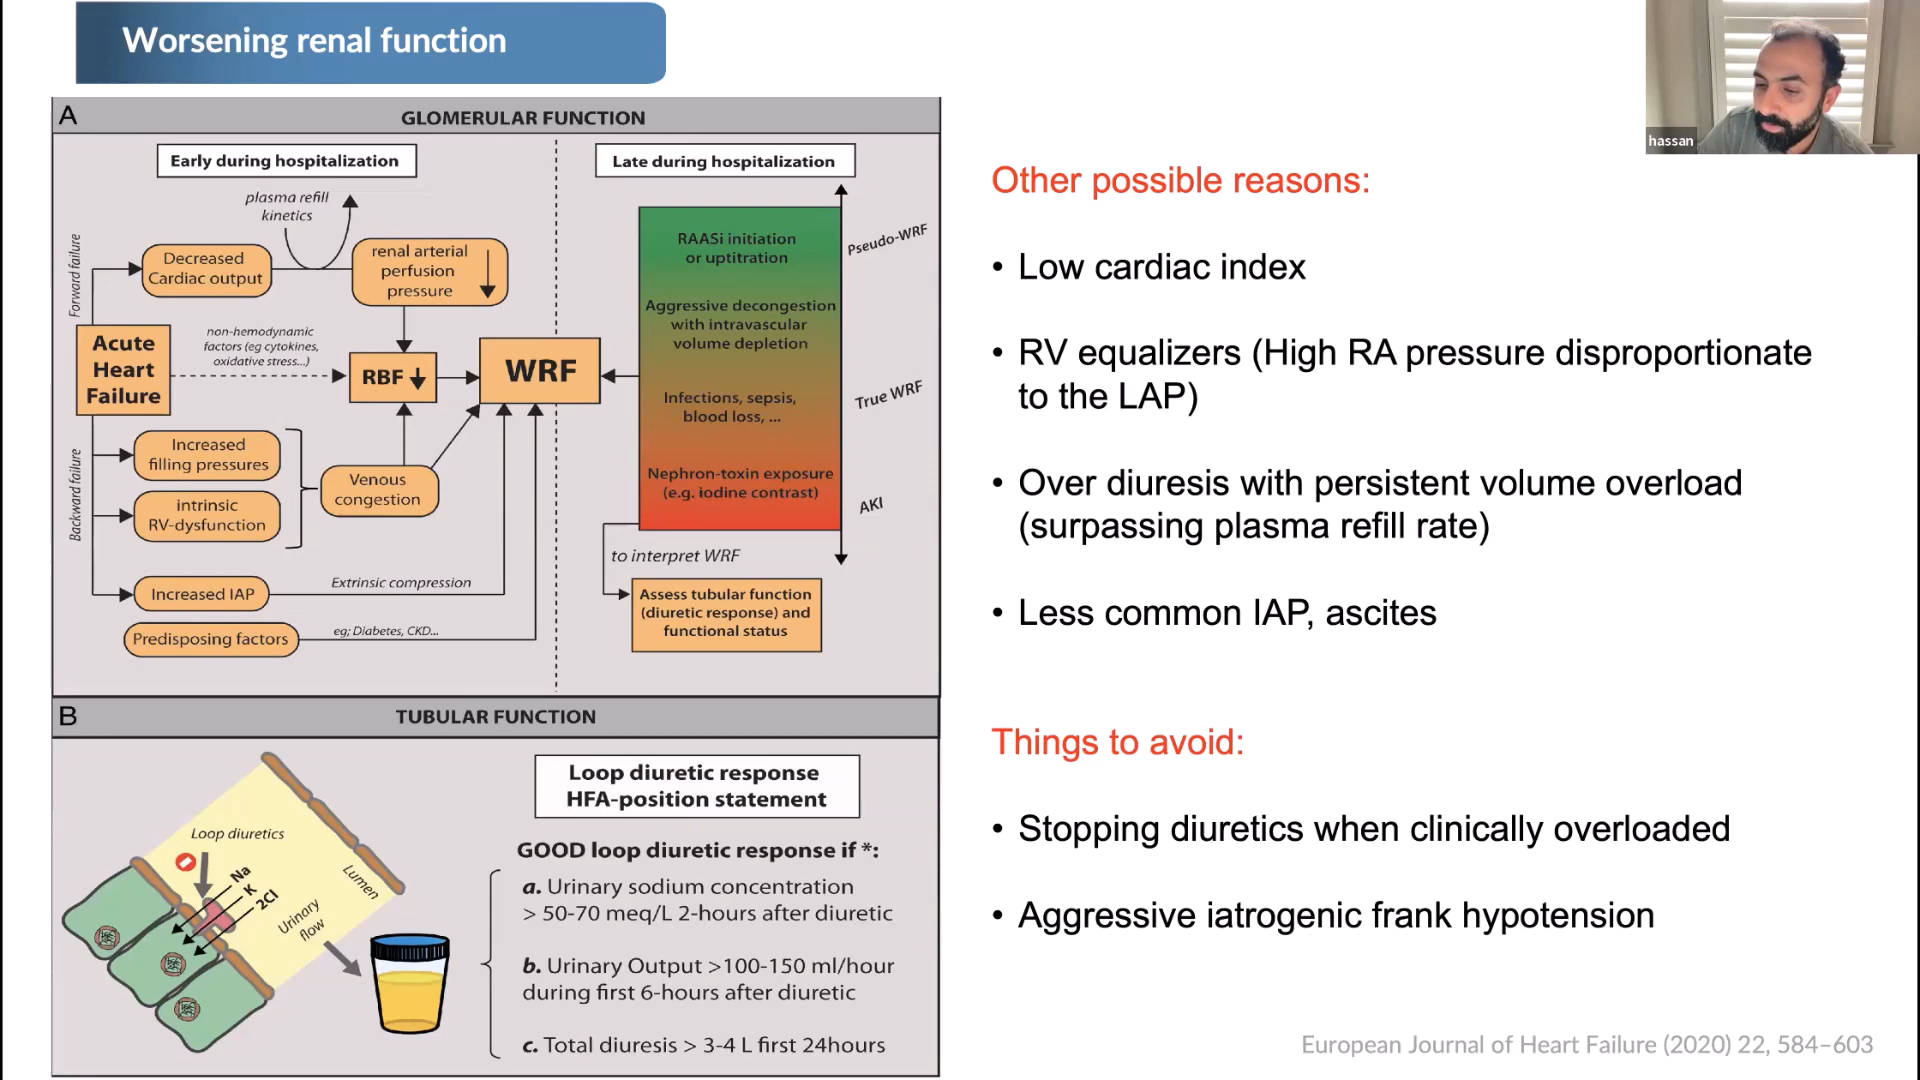 Worsening renal function
hassan
A
GLOMERULAR FUNCTION
Early during hospitalization
Late during hospitalization
plasma refill
kinetics
Forward failure
Decreased
Cardiac output
renal arterial
perfusion
pressure
non-hemodynamic
factors (eg cytokines,
oxidative stress...)
Acute
Heart
Failure
RBF
WRF
Backward failure
Increased
filling pressures
intrinsic
RV-dysfunction
Venous
congestion
Increased IAP
Extrinsic compression
Predisposing factors
eg; Diabetes, CKD...
RAASi initiation
or uptitration
Aggressive decongestion
with intravascular
volume depletion
Infections, sepsis,
blood loss, ...
Nephron-toxin exposure
(e.g. iodine contrast)
Pseudo-WRF
True WRF
AKI
to interpret WRF
Assess tubular function
(diuretic response) and
functional status
B
TUBULAR FUNCTION
Loop diuretics
Na
K
2Cl
Lumen
Urinary
flow
Loop diuretic response
HFA-position statement
GOOD loop diuretic response if *:
a. Urinary sodium concentration
> 50-70 meq/L 2-hours after diuretic
b. Urinary Output >100-150 ml/hour
during first 6-hours after diuretic
c. Total diuresis > 3-4 L first 24hours
Other possible reasons:
• Low cardiac index
• RV equalizers (High RA pressure disproportionate
to the LAP)
• Over diuresis with persistent volume overload
(surpassing plasma refill rate)
• Less common IAP, ascites
Things to avoid:
• Stopping diuretics when clinically overloaded
• Aggressive iatrogenic frank hypotension
European Journal of Heart Failure (2020) 22, 584–603